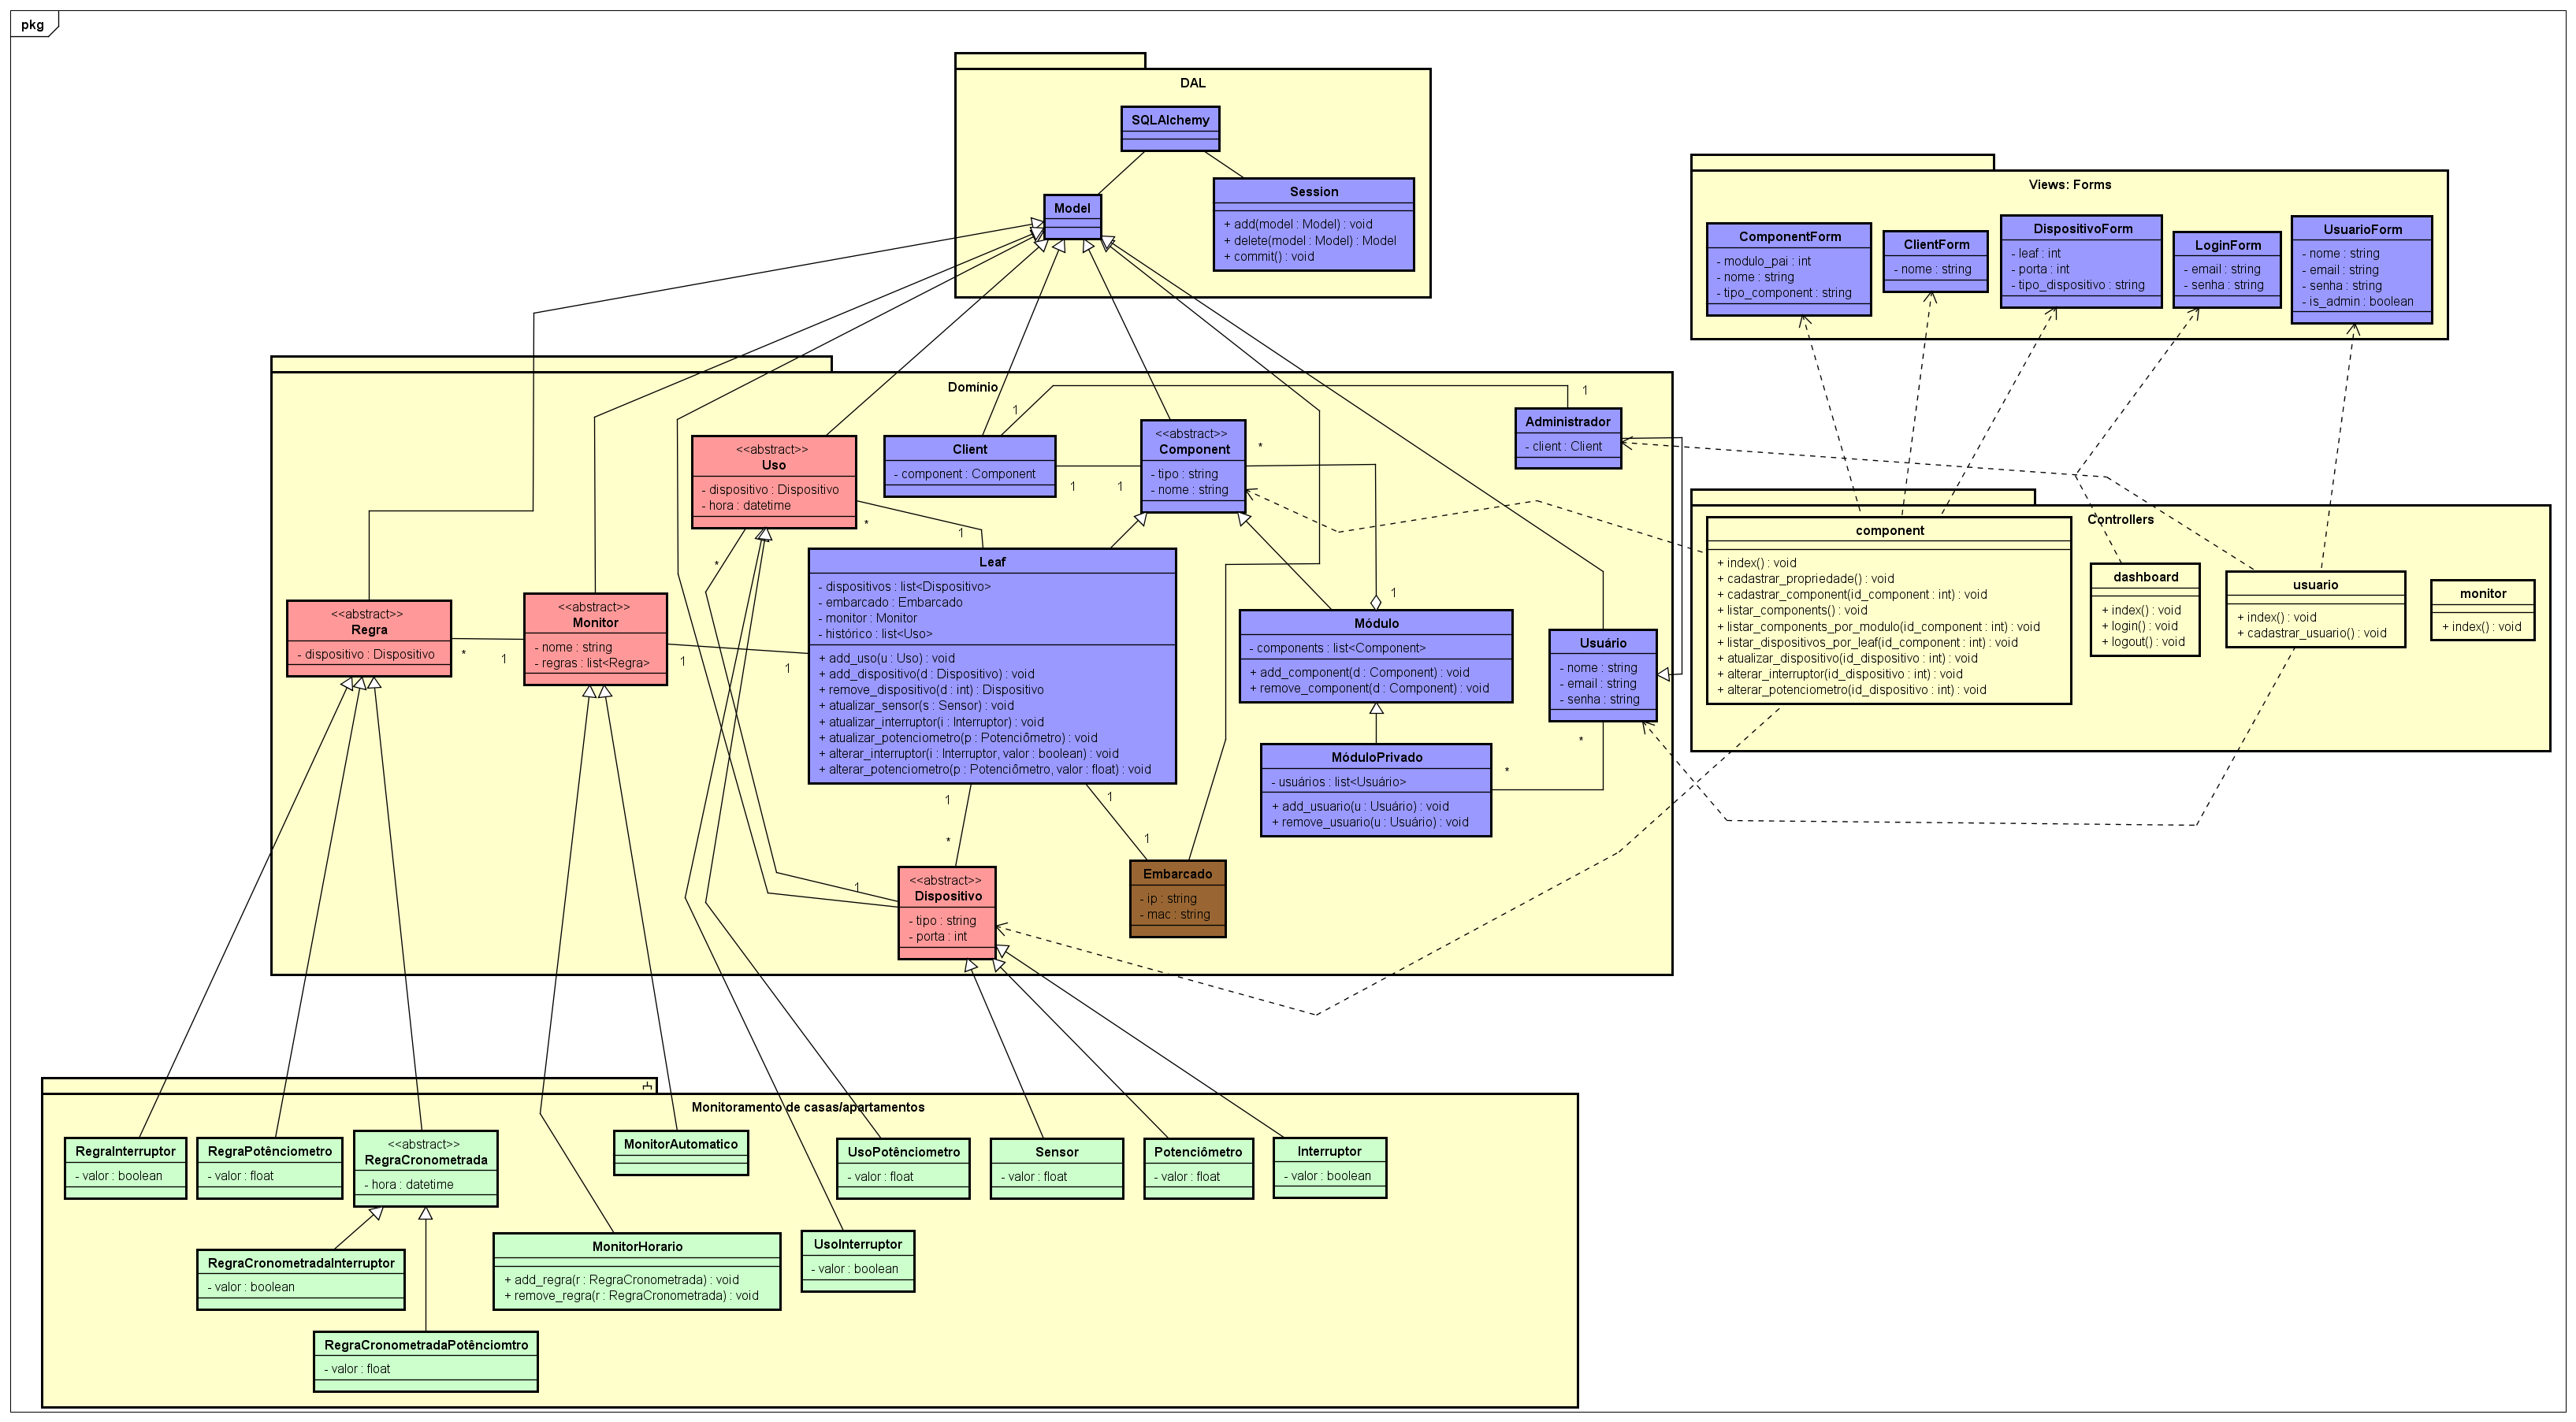 pkg
DAL
SQLAlchemy
Model
Session
+ add(model : Model) : void
+ delete(model : Model) : Model
+ commit() : void
Views: Forms
ComponentForm
- modulo_pai : int
- nome : string
- tipo_component : string
ClientForm
- nome : string
DispositivoForm
- leaf : int
- porta : int
- tipo_dispositivo : string
LoginForm
- email : string
- senha : string
UsuarioForm
- nome : string
- email : string
- senha : string
- is_admin : boolean
Domínio
<<abstract>>
Uso
- dispositivo : Dispositivo
- hora : datetime
Client
- component : Component
<<abstract>>
Component
- tipo : string
- nome : string
Administrador
- client : Client
1
1
1
1
*
*
1
*
1
<<abstract>>
Regra
- dispositivo : Dispositivo
*
1
<<abstract>>
Monitor
- nome : string
- regras : list<Regra>
1
1
Leaf
- dispositivos : list<Dispositivo>
- embarcado : Embarcado
- monitor : Monitor
- histórico : list<Uso>
+ add_uso(u : Uso) : void
+ add_dispositivo(d : Dispositivo) : void
+ remove_dispositivo(d : int) : Dispositivo
+ atualizar_sensor(s : Sensor) : void
+ atualizar_interruptor(i : Interruptor) : void
+ atualizar_potenciometro(p : Potenciômetro) : void
+ alterar_interruptor(i : Interruptor, valor : boolean) : void
+ alterar_potenciometro(p : Potenciômetro, valor : float) : void
1
Módulo
- components : list<Component>
+ add_component(d : Component) : void
+ remove_component(d : Component) : void
MóduloPrivado
- usuários : list<Usuário>
+ add_usuario(u : Usuário) : void
+ remove_usuario(u : Usuário) : void
Usuário
- nome : string
- email : string
- senha : string
*
*
1
*
1
1
<<abstract>>
Dispositivo
- tipo : string
- porta : int
Embarcado
- ip : string
- mac : string
Controllers
component
+ index() : void
+ cadastrar_propriedade() : void
+ cadastrar_component(id_component : int) : void
+ listar_components() : void
+ listar_components_por_modulo(id_component : int) : void
+ listar_dispositivos_por_leaf(id_component : int) : void
+ atualizar_dispositivo(id_dispositivo : int) : void
+ alterar_interruptor(id_dispositivo : int) : void
+ alterar_potenciometro(id_dispositivo : int) : void
dashboard
+ index() : void
+ login() : void
+ logout() : void
usuario
+ index() : void
+ cadastrar_usuario() : void
monitor
+ index() : void
Monitoramento de casas/apartamentos
RegraInterruptor
- valor : boolean
RegraPotênciometro
- valor : float
<<abstract>>
RegraCronometrada
- hora : datetime
MonitorAutomatico
UsoPotênciometro
- valor : float
Sensor
- valor : float
Potenciômetro
- valor : float
Interruptor
- valor : boolean
RegraCronometradaInterruptor
- valor : boolean
MonitorHorario
+ add_regra(r : RegraCronometrada) : void
+ remove_regra(r : RegraCronometrada) : void
UsoInterruptor
- valor : boolean
RegraCronometradaPotênciomtro
- valor : float